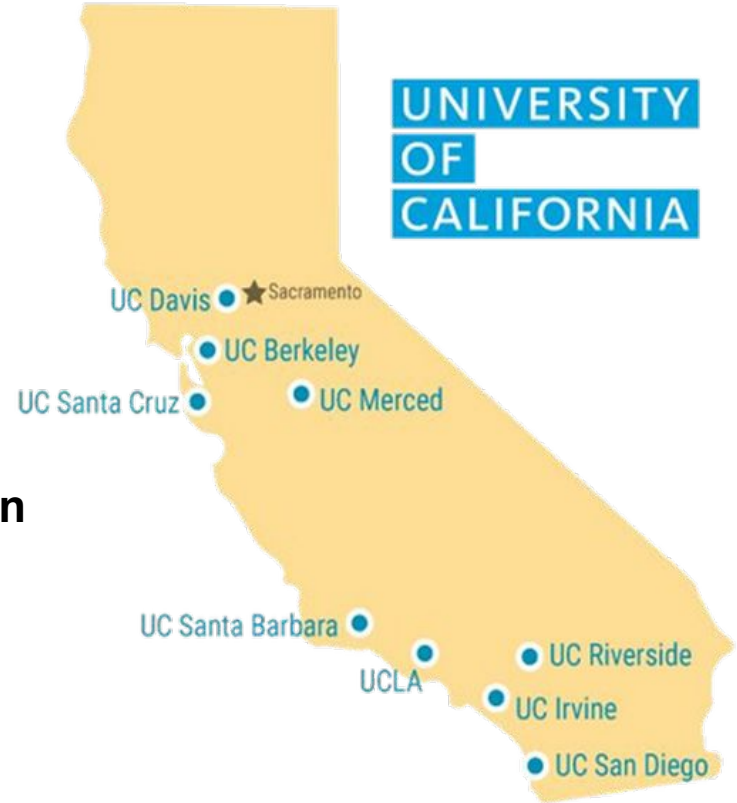 UNIVERSITY
OF
CALIFORNIA
UC Davis
Sacramento
UC Berkeley
UC Santa Cruz
UC Merced
n
UC Santa Barbara
UCLA
UC Riverside
UC Irvine
UC San Diego